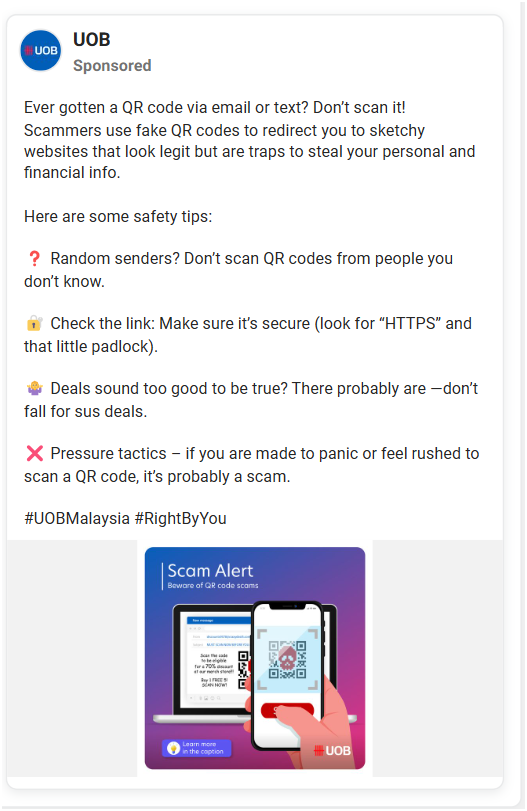 UOB
UOB
Sponsored
Ever gotten a QR code via email or text? Don’t scan it!
Scammers use fake QR codes to redirect you to sketchy
websites that look legit but are traps to steal your personal and
financial info.
Here are some safety tips:
❓ Random senders? Don’t scan QR codes from people you
don’t know.
🔓 Check the link: Make sure it’s secure (look for “HTTPS” and
that little padlock).
🤷 Deals sound too good to be true? There probably are —don’t
fall for sus deals.
❌ Pressure tactics – if you are made to panic or feel rushed to
scan a QR code, it’s probably a scam.
#UOBMalaysia #RightByYou
Scam Alert
Beware of QR code scams
Scan the code
to be eligible
for a 70% discount
at our merch store!!
Buy 1 FREE 5!
SCAN NOW!
Learn more
in the caption
UOB